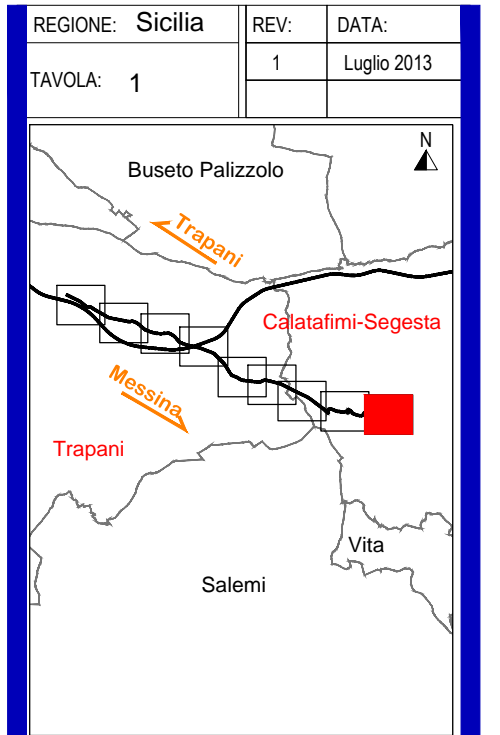 REGIONE: Sicilia
REV: DATA:
1 Luglio 2013
TAVOLA: 1
N
Buseto Palizzolo
Trapani
Calatafimi-Segesta
Messina
Trapani
Vita
Salemi